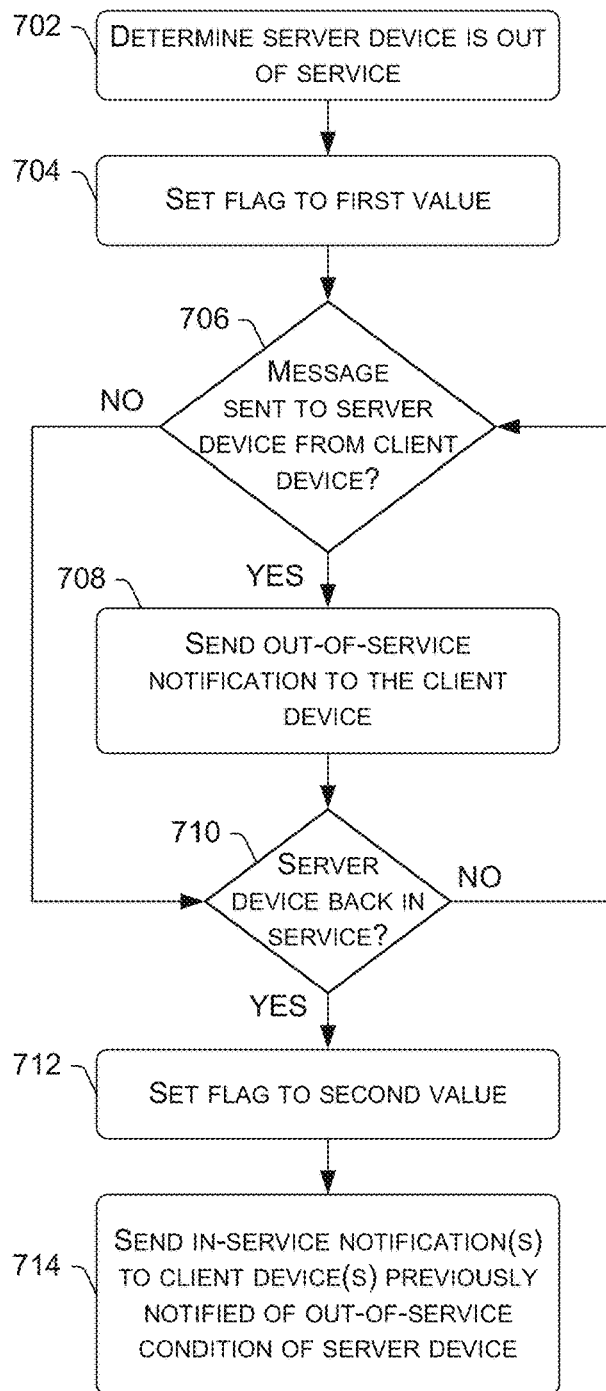 702
DETERMINE SERVER DEVICE IS OUT
OF SERVICE
704
SET FLAG TO FIRST VALUE
706
MESSAGE
SENT TO SERVER
DEVICE FROM CLIENT
DEVICE?
NO
YES
708
SEND OUT-OF-SERVICE
NOTIFICATION TO THE CLIENT
DEVICE
710
SERVER
DEVICE BACK IN
SERVICE?
NO
YES
712
SET FLAG TO SECOND VALUE
714
SEND IN-SERVICE NOTIFICATION(S)
TO CLIENT DEVICE(S) PREVIOUSLY
NOTIFIED OF OUT-OF-SERVICE
CONDITION OF SERVER DEVICE